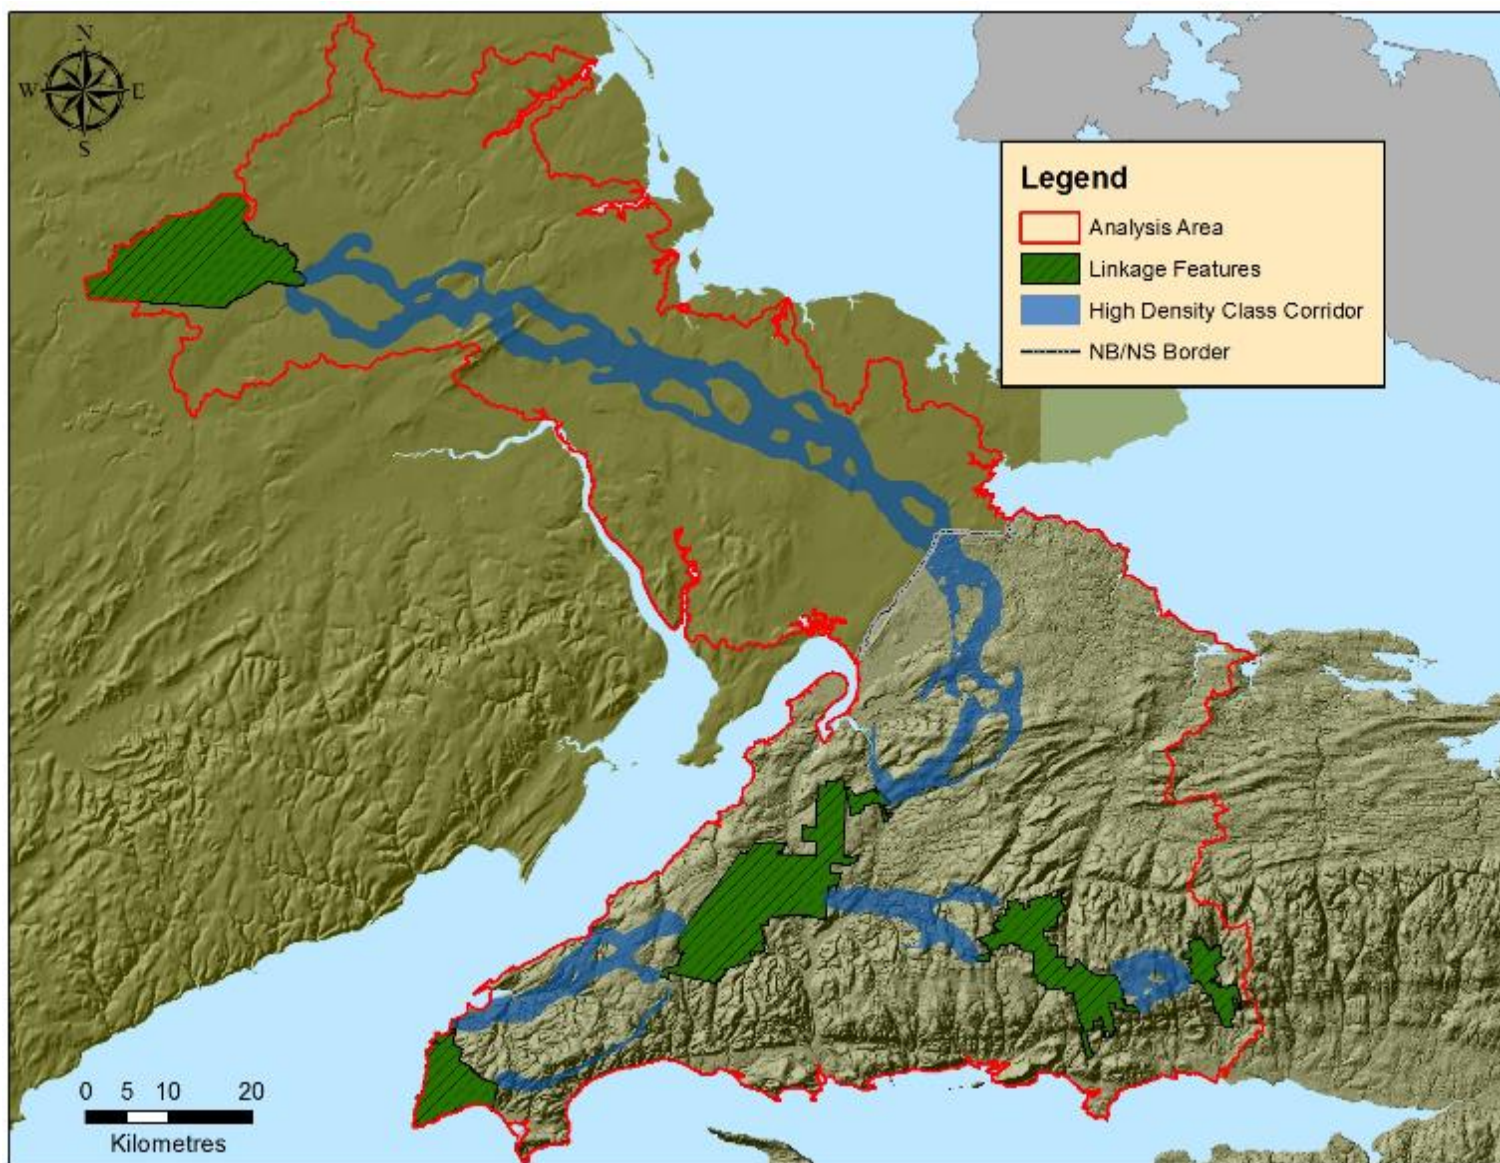 N
W E
S
Legend
Analysis Area
Linkage Features
High Density Class Corridor
NB/NS Border
0 5 10 20
Kilometres